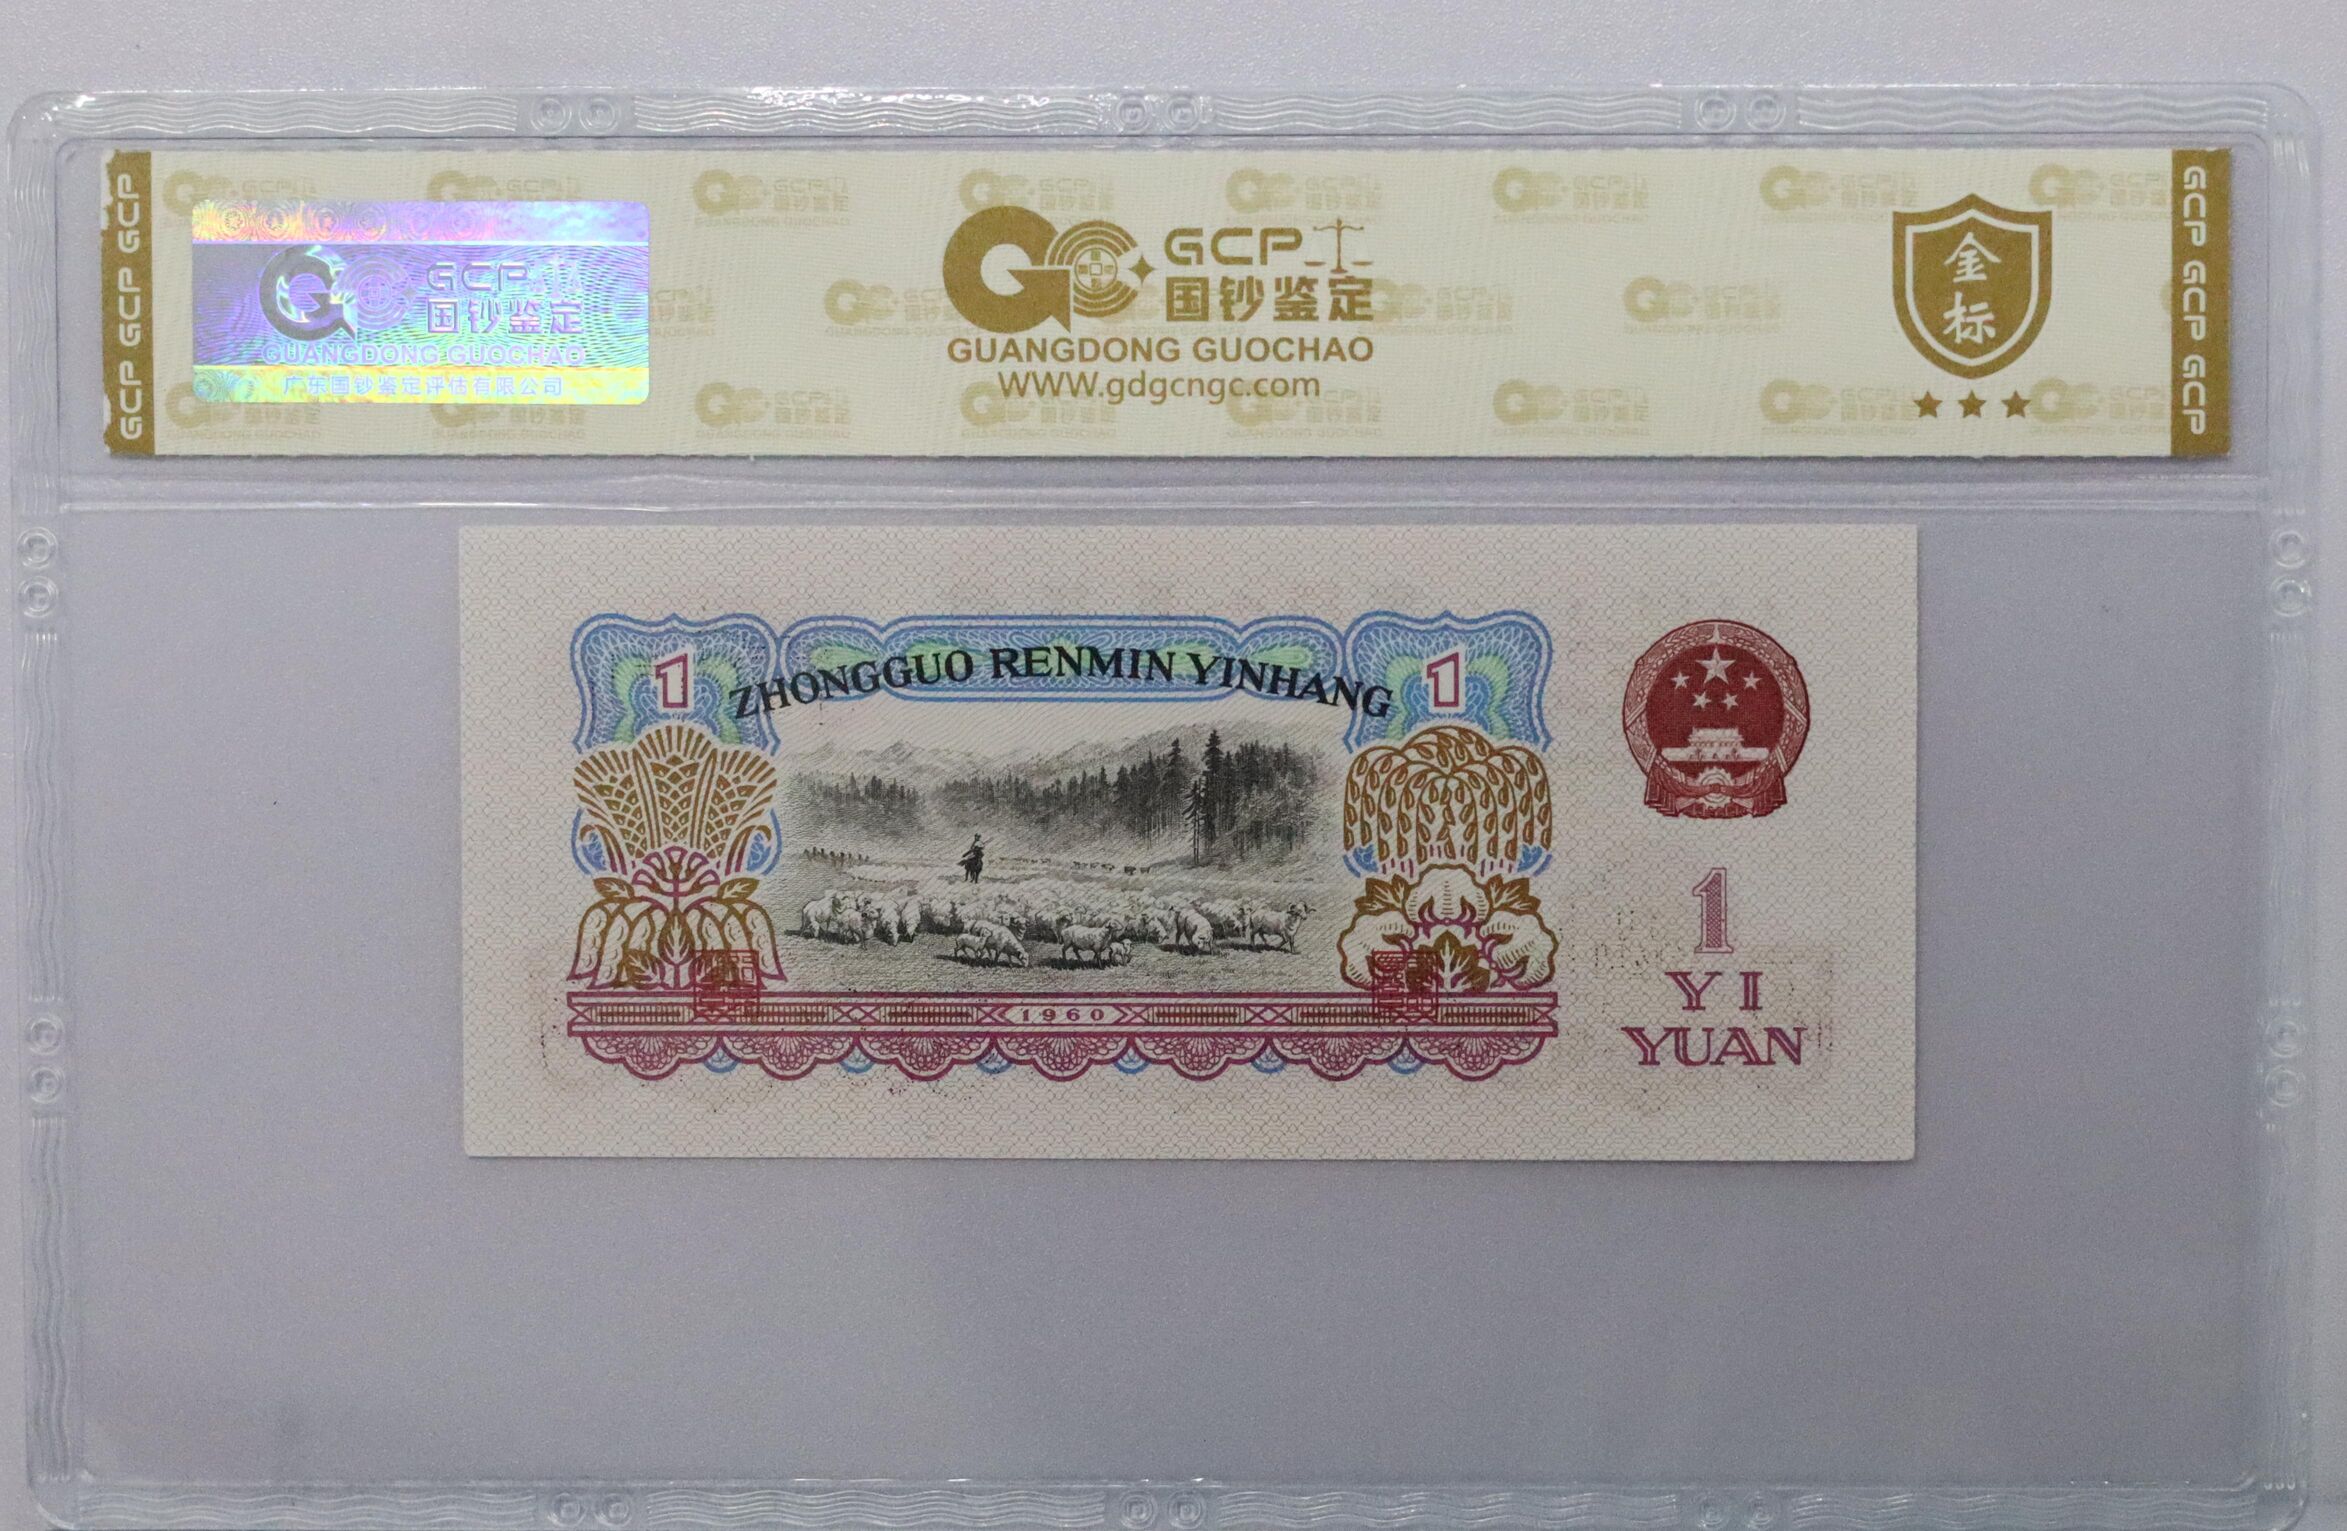 GCP GCP GCP GCP
GCP
国钞鉴定
GUANGDONG GUOCHAO
广东国钞鉴定评估有限公司
GCP
国钞鉴定
GUANGDONG GUOCHAO
WWW.gdgcngc.com
金
标
GCP GCP GCP GCP
ZHONGGUO RENMIN YINHANG
1
1
1960
1
YI
YUAN